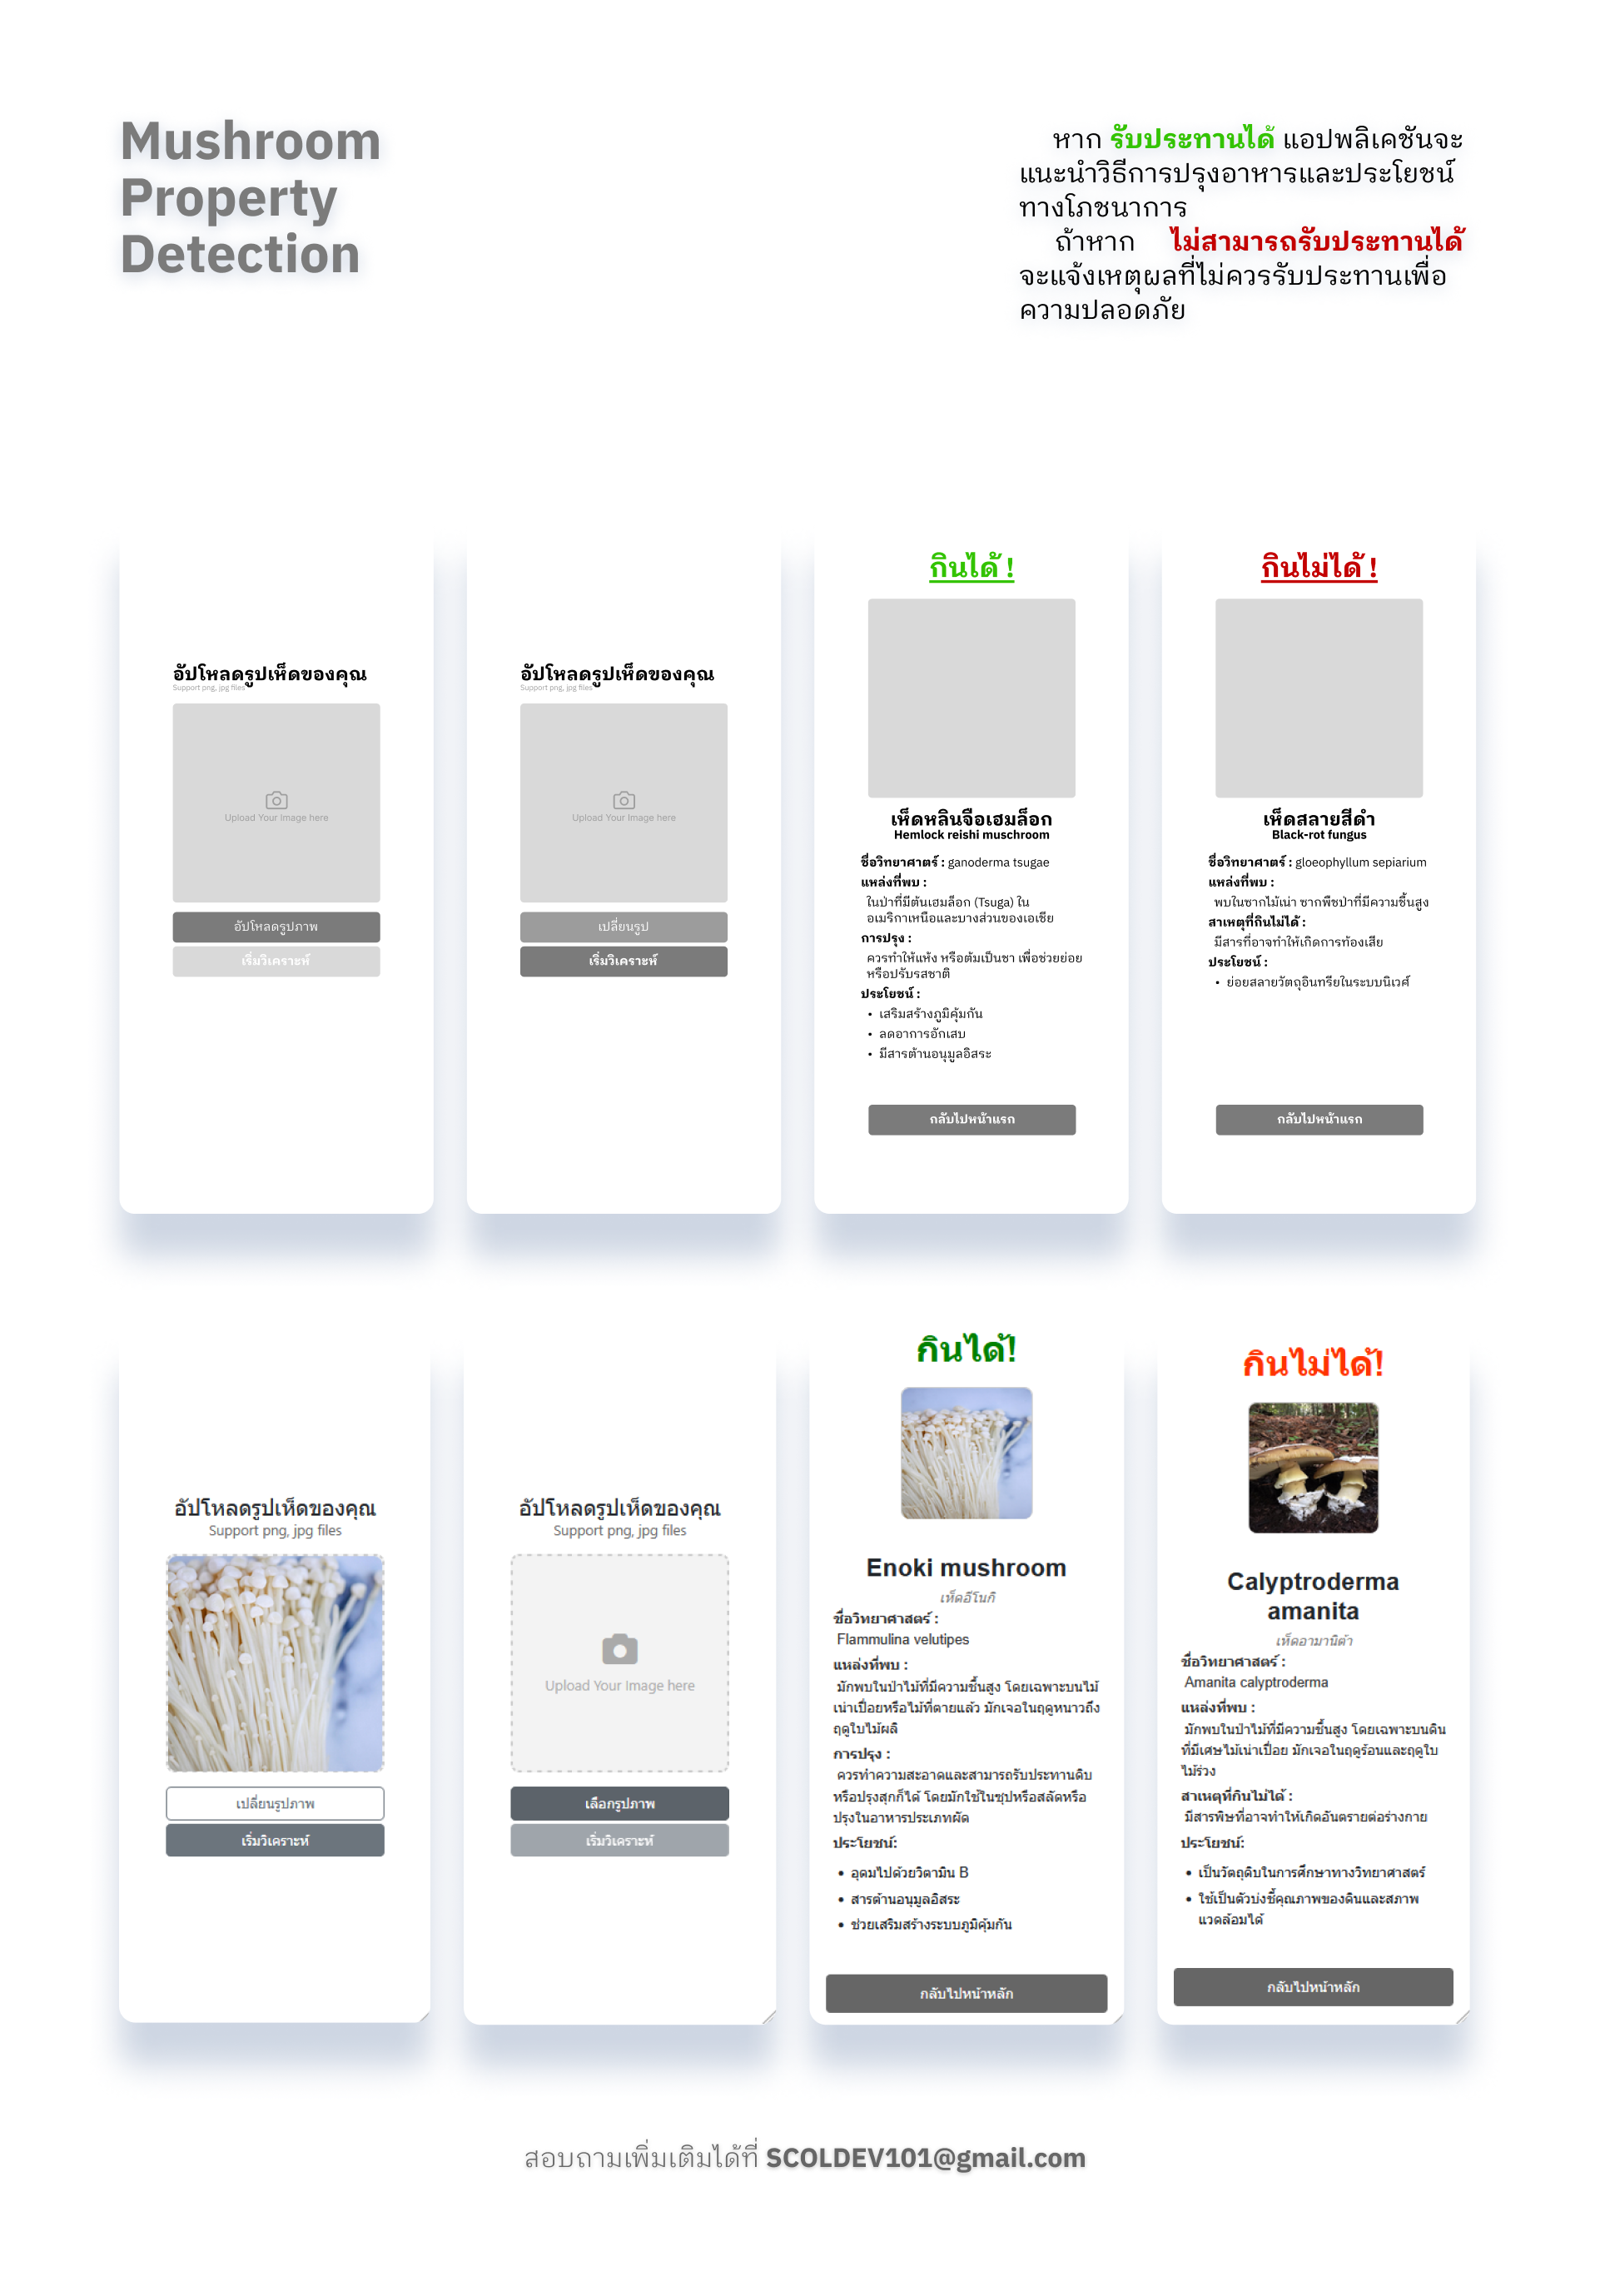 Mushroom
Property
Detection
หาก รับประทานได้ แอปพลิเคชันจะ
แนะนำวิธีการปรุงอาหารและประโยชน์
ทางโภชนาการ
ถ้าหาก ไม่สามารถรับประทานได้
จะแจ้งเหตุผลที่ไม่ควรรับประทานเพื่อ
ความปลอดภัย
อัปโหลดรูปเห็ดของคุณ
Support png, jpg files
Upload Your Image here
อัปโหลดรูปภาพ
เริ่มวิเคราะห์
อัปโหลดรูปเห็ดของคุณ
Support png, jpg files
Upload Your Image here
เปลี่ยนรูป
เริ่มวิเคราะห์
กินได้ !
เห็ดหลินจือเฮมล็อก
Hemlock reishi muschroom
ชื่อวิทยาศาตร์ : ganoderma tsugae
แหล่งที่พบ :
ในป่าที่มีต้นเฮมล็อก (Tsuga) ใน
อเมริกาเหนือและบางส่วนของเอเชีย
การปรุง :
ควรทำให้แห้ง หรือต้มเป็นชา เพื่อช่วยย่อย
หรือปรับรสชาติ
ประโยชน์ :
• เสริมสร้างภูมิคุ้มกัน
• ลดอาการอักเสบ
• มีสารต้านอนุมูลอิสระ
กลับไปหน้าแรก
กินไม่ได้ !
เห็ดสลายสีดำ
Black-rot fungus
ชื่อวิทยาศาตร์ : gloeophyllum sepiarium
แหล่งที่พบ :
พบในซากไม้เน่า ซากพืชป่าที่มีความชื้นสูง
สาเหตุที่กินไม่ได้ :
มีสารที่อาจทำให้เกิดการท้องเสีย
ประโยชน์ :
• ย่อยสลายวัตถุอินทรียในระบบนิเวศ์
กลับไปหน้าแรก
อัปโหลดรูปเห็ดของคุณ
Support png, jpg files
เปลี่ยนรูปภาพ
เริ่มวิเคราะห์
อัปโหลดรูปเห็ดของคุณ
Support png, jpg files
Upload Your Image here
เลือกรูปภาพ
เริ่มวิเคราะห์
กินได้!
Enoki mushroom
เห็ดอีโนกิ
ชื่อวิทยาศาสตร์ :
Flammulina velutipes
แหล่งที่พบ :
มักพบในป่าไม้ที่มีความชื้นสูง โดยเฉพาะบนไม้
เน่าเปื่อยหรือไม้ที่ตายแล้ว มักเจอในฤดูหนาวถึง
ฤดูใบไม้ผลิ
การปรุง :
ควรทำความสะอาดและสามารถรับประทานดิบ
หรือปรุงสุกก็ได้ โดยมักใช้ในซุปหรือสลัดหรือ
ปรุงในอาหารประเภทผัด
ประโยชน์:
• อุดมไปด้วยวิตามิน B
• สารต้านอนุมูลอิสระ
• ช่วยเสริมสร้างระบบภูมิคุ้มกัน
กลับไปหน้าหลัก
กินไม่ได้!
Calyptroderma
amanita
เห็ดอามานิต้า
ชื่อวิทยาศาสตร์ :
Amanita calyptroderma
แหล่งที่พบ :
มักพบในป่าไม้ที่มีความชื้นสูง โดยเฉพาะบนดิน
ที่มีเศษไม้เน่าเปื่อย มักเจอในฤดูร้อนและฤดูใบ
ไม้ร่วง
สาเหตุที่กินไม่ได้ :
มีสารพิษที่อาจทำให้เกิดอันตรายต่อร่างกาย
ประโยชน์:
• เป็นวัตถุดิบในการศึกษาทางวิทยาศาสตร์
• ใช้เป็นตัวบ่งชี้คุณภาพของดินและสภาพ
แวดล้อมได้
กลับไปหน้าหลัก
สอบถามเพิ่มเติมได้ที่ SCOLDEV101@gmail.com